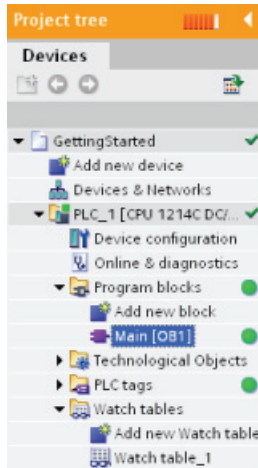 Project tree
Devices
GettingStarted
Add new device
Devices & Networks
PLC_1 [CPU 1214C DC/...
Device configuration
Online & diagnostics
Program blocks
Add new block
Main [OB1]
Technological Objects
PLC tags
Watch tables
Add new Watch table
Watch table_1